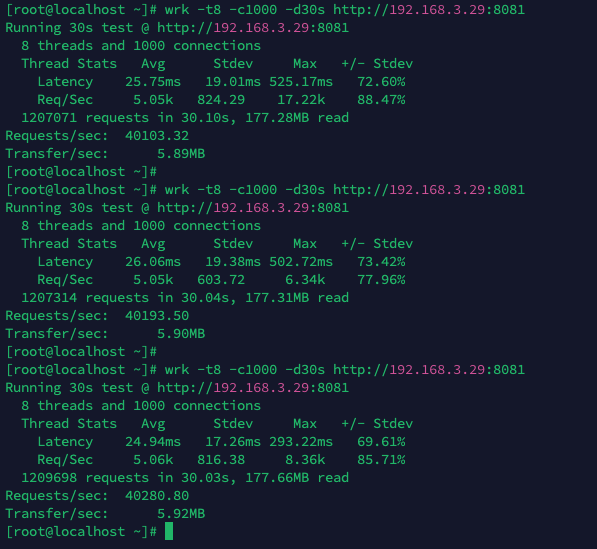 [root@localhost ~]# wrk -t8 -c1000 -d30s http://192.168.3.29:8081
Running 30s test @ http://192.168.3.29:8081
  8 threads and 1000 connections
  Thread Stats   Avg      Stdev     Max   +/- Stdev
    Latency    25.75ms   19.01ms 525.17ms   72.60%
    Req/Sec     5.05k   824.29    17.22k    88.47%
  1207071 requests in 30.10s, 177.28MB read
Requests/sec:  40103.32
Transfer/sec:      5.89MB
[root@localhost ~]#
[root@localhost ~]# wrk -t8 -c1000 -d30s http://192.168.3.29:8081
Running 30s test @ http://192.168.3.29:8081
  8 threads and 1000 connections
  Thread Stats   Avg      Stdev     Max   +/- Stdev
    Latency    26.06ms   19.38ms 502.72ms   73.42%
    Req/Sec     5.05k   603.72     6.34k    77.96%
  1207314 requests in 30.04s, 177.31MB read
Requests/sec:  40193.50
Transfer/sec:      5.90MB
[root@localhost ~]#
[root@localhost ~]# wrk -t8 -c1000 -d30s http://192.168.3.29:8081
Running 30s test @ http://192.168.3.29:8081
  8 threads and 1000 connections
  Thread Stats   Avg      Stdev     Max   +/- Stdev
    Latency    24.94ms   17.26ms 293.22ms   69.61%
    Req/Sec     5.06k   816.38     8.36k    85.71%
  1209698 requests in 30.03s, 177.66MB read
Requests/sec:  40280.80
Transfer/sec:      5.92MB
[root@localhost ~]#